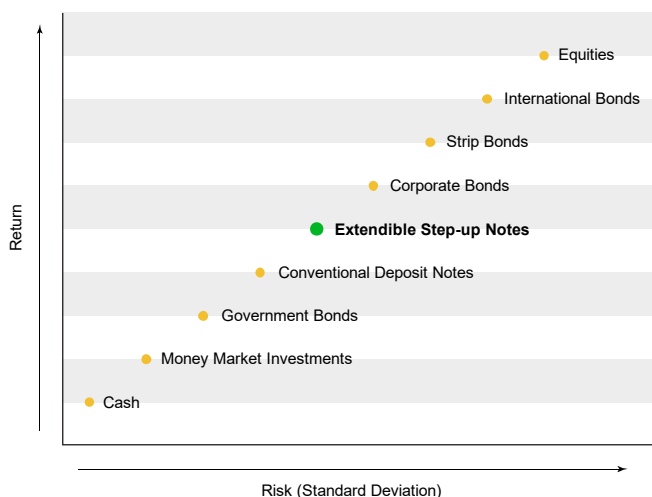 Equities
International Bonds
Strip Bonds
Corporate Bonds
Extendible Step-up Notes
Conventional Deposit Notes
Government Bonds
Money Market Investments
Cash
Return
Risk (Standard Deviation)